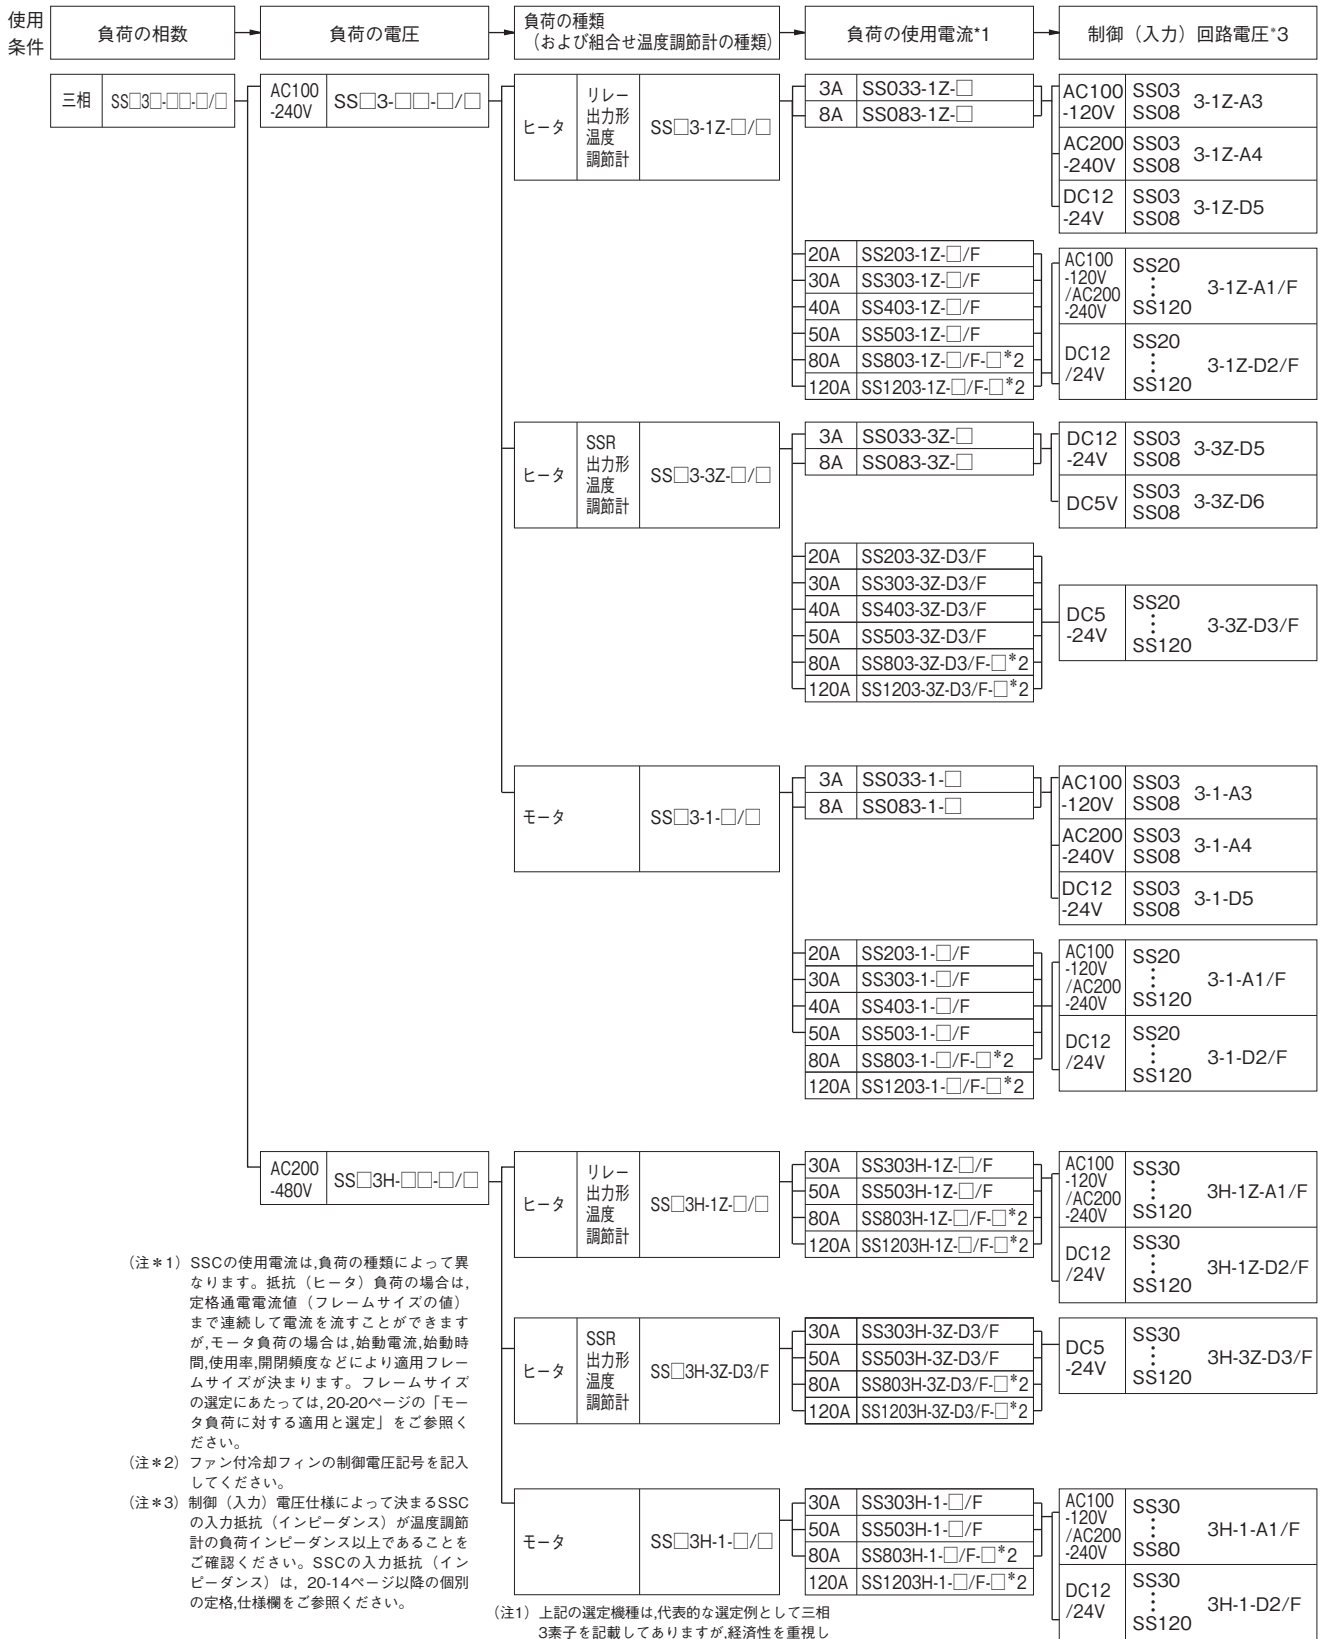 使用
条件
負荷の相数
負荷の電圧
負荷の種類
（および組合せ温度調節計の種類）
負荷の使用電流*1
制御（入力）回路電圧*3
三相 SS□3□-□□-□/□
AC100
-240V
SS□3-□□-□/□
ヒータ
リレー
出力形
温度
調節計
SS□3-1Z-□/□
3A SS033-1Z-□
8A SS083-1Z-□
AC100
-120V
SS03
SS08
3-1Z-A3
AC200
-240V
SS03
SS08
3-1Z-A4
DC12
-24V
SS03
SS08
3-1Z-D5
20A SS203-1Z-□/F
30A SS303-1Z-□/F
40A SS403-1Z-□/F
50A SS503-1Z-□/F
80A SS803-1Z-□/F-□*2
120A SS1203-1Z-□/F-□*2
AC100
-120V
/AC200
-240V
SS20
⋮
SS120
3-1Z-A1/F
DC12
/24V
SS20
⋮
SS120
3-1Z-D2/F
ヒータ
SSR
出力形
温度
調節計
SS□3-3Z-□/□
3A SS033-3Z-□
8A SS083-3Z-□
DC12
-24V
SS03
SS08
3-3Z-D5
DC5V
SS03
SS08
3-3Z-D6
20A SS203-3Z-D3/F
30A SS303-3Z-D3/F
40A SS403-3Z-D3/F
50A SS503-3Z-D3/F
80A SS803-3Z-D3/F-□*2
120A SS1203-3Z-D3/F-□*2
DC5
-24V
SS20
⋮
SS120
3-3Z-D3/F
モータ
SS□3-1-□/□
3A SS033-1-□
8A SS083-1-□
AC100
-120V
SS03
SS08
3-1-A3
AC200
-240V
SS03
SS08
3-1-A4
DC12
-24V
SS03
SS08
3-1-D5
20A SS203-1-□/F
30A SS303-1-□/F
40A SS403-1-□/F
50A SS503-1-□/F
80A SS803-1-□/F-□*2
120A SS1203-1-□/F-□*2
AC100
-120V
/AC200
-240V
SS20
⋮
SS120
3-1-A1/F
DC12
/24V
SS20
⋮
SS120
3-1-D2/F
AC200
-480V
SS□3H-□□-□/□
ヒータ
リレー
出力形
温度
調節計
SS□3H-1Z-□/□
30A SS303H-1Z-□/F
50A SS503H-1Z-□/F
80A SS803H-1Z-□/F-□*2
120A SS1203H-1Z-□/F-□*2
AC100
-120V
/AC200
-240V
SS30
⋮
SS120
3H-1Z-A1/F
DC12
/24V
SS30
⋮
SS120
3H-1Z-D2/F
ヒータ
SSR
出力形
温度
調節計
SS□3H-3Z-D3/F
30A SS303H-3Z-D3/F
50A SS503H-3Z-D3/F
80A SS803H-3Z-D3/F-□*2
120A SS1203H-3Z-D3/F-□*2
DC5
-24V
SS30
⋮
SS120
3H-3Z-D3/F
モータ
SS□3H-1-□/□
30A SS303H-1-□/F
50A SS503H-1-□/F
80A SS803H-1-□/F-□*2
120A SS1203H-1-□/F-□*2
AC100
-120V
/AC200
-240V
SS30
⋮
SS80
3H-1-A1/F
DC12
/24V
SS30
⋮
SS120
3H-1-D2/F
（注＊1）SSCの使用電流は,負荷の種類によって異
なります。抵抗（ヒータ）負荷の場合は,
定格通電電流値（フレームサイズの値）
まで連続して電流を流すことができます
が,モータ負荷の場合は,始動電流,始動時
間,使用率,開閉頻度などにより適用フレー
ムサイズが決まります。フレームサイズ
の選定にあたっては,20-20ページの「モー
タ負荷に対する適用と選定」をご参照く
ださい。
（注＊2）ファン付冷却フィンの制御電圧記号を記入
してください。
（注＊3）制御（入力）電圧仕様によって決まるSSC
の入力抵抗（インピーダンス）が温度調節
計の負荷インピーダンス以上であることを
ご確認ください。SSCの入力抵抗（イン
ピーダンス）は, 20-14ページ以降の個別
の定格,仕様欄をご参照ください。
（注1）上記の選定機種は,代表的な選定例として三相
3素子を記載してありますが,経済性を重視し